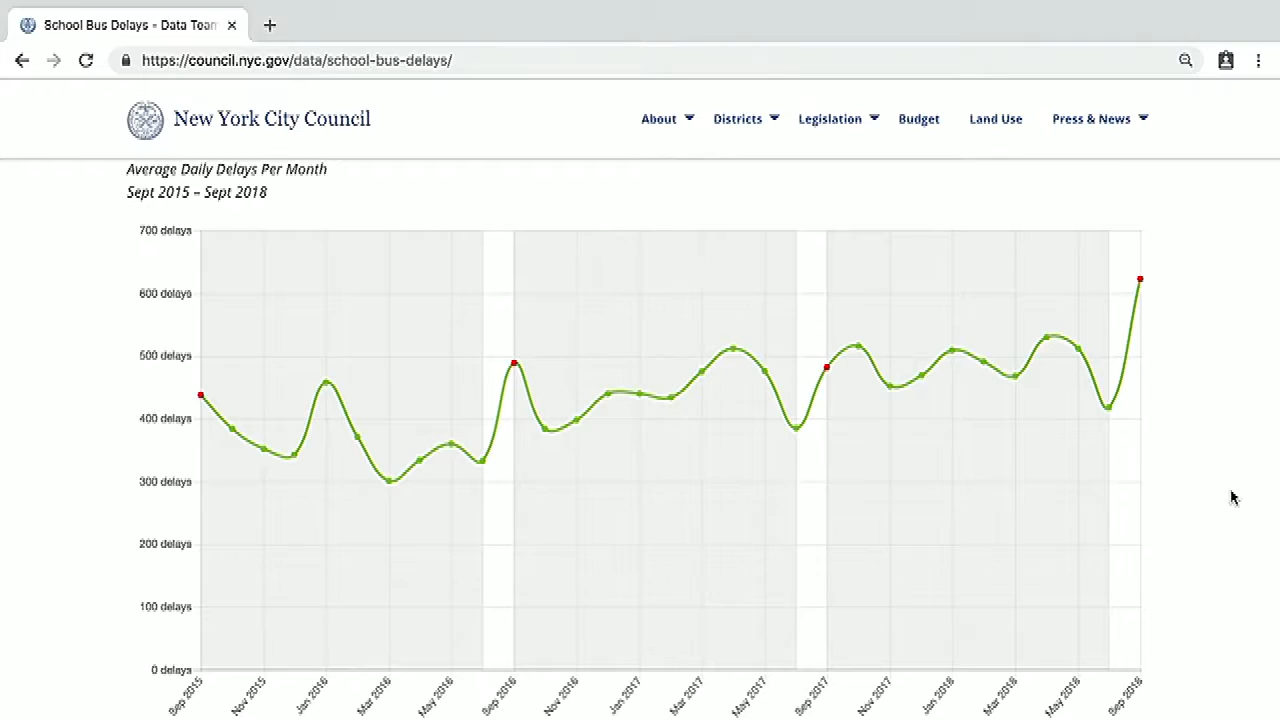 School Bus Delays - Data Team
https://council.nyc.gov/data/school-bus-delays/
New York City Council
About Districts Legislation Budget Land Use Press & News
Average Daily Delays Per Month
Sept 2015 – Sept 2018
700 delays
600 delays
500 delays
400 delays
300 delays
200 delays
100 delays
0 delays
Sep 2015 Nov 2015 Jan 2016 Mar 2016 May 2016 Sep 2016 Nov 2016 Jan 2017 Mar 2017 May 2017 Sep 2017 Nov 2017 Jan 2018 Mar 2018 May 2018 Sep 2018